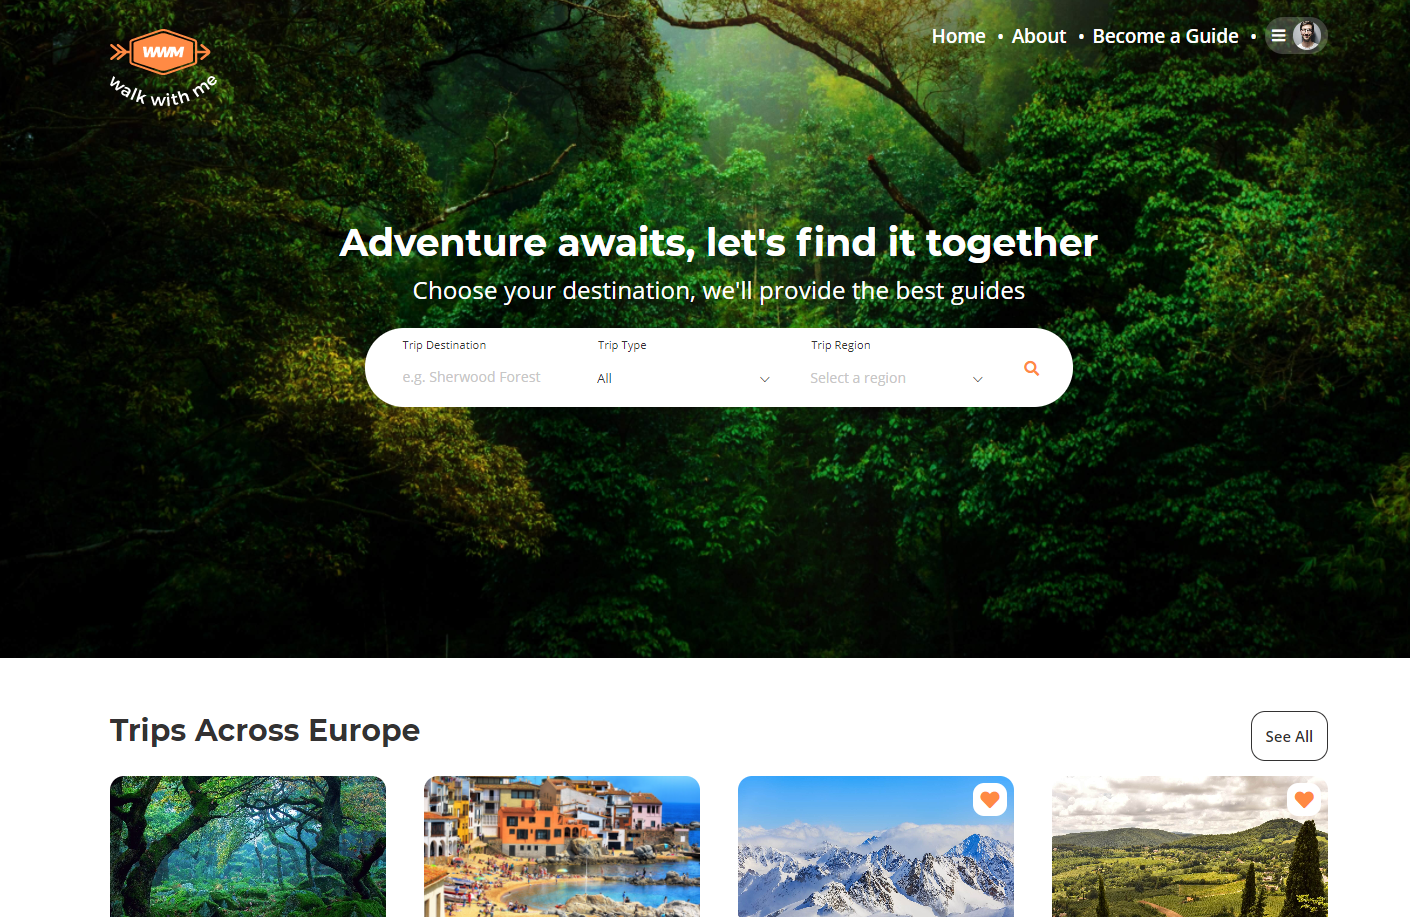 WWM
walk with me
Home • About • Become a Guide •
Adventure awaits, let's find it together
Choose your destination, we'll provide the best guides
Trip Destination
e.g. Sherwood Forest
Trip Type
All
Trip Region
Select a region
Trips Across Europe
See All